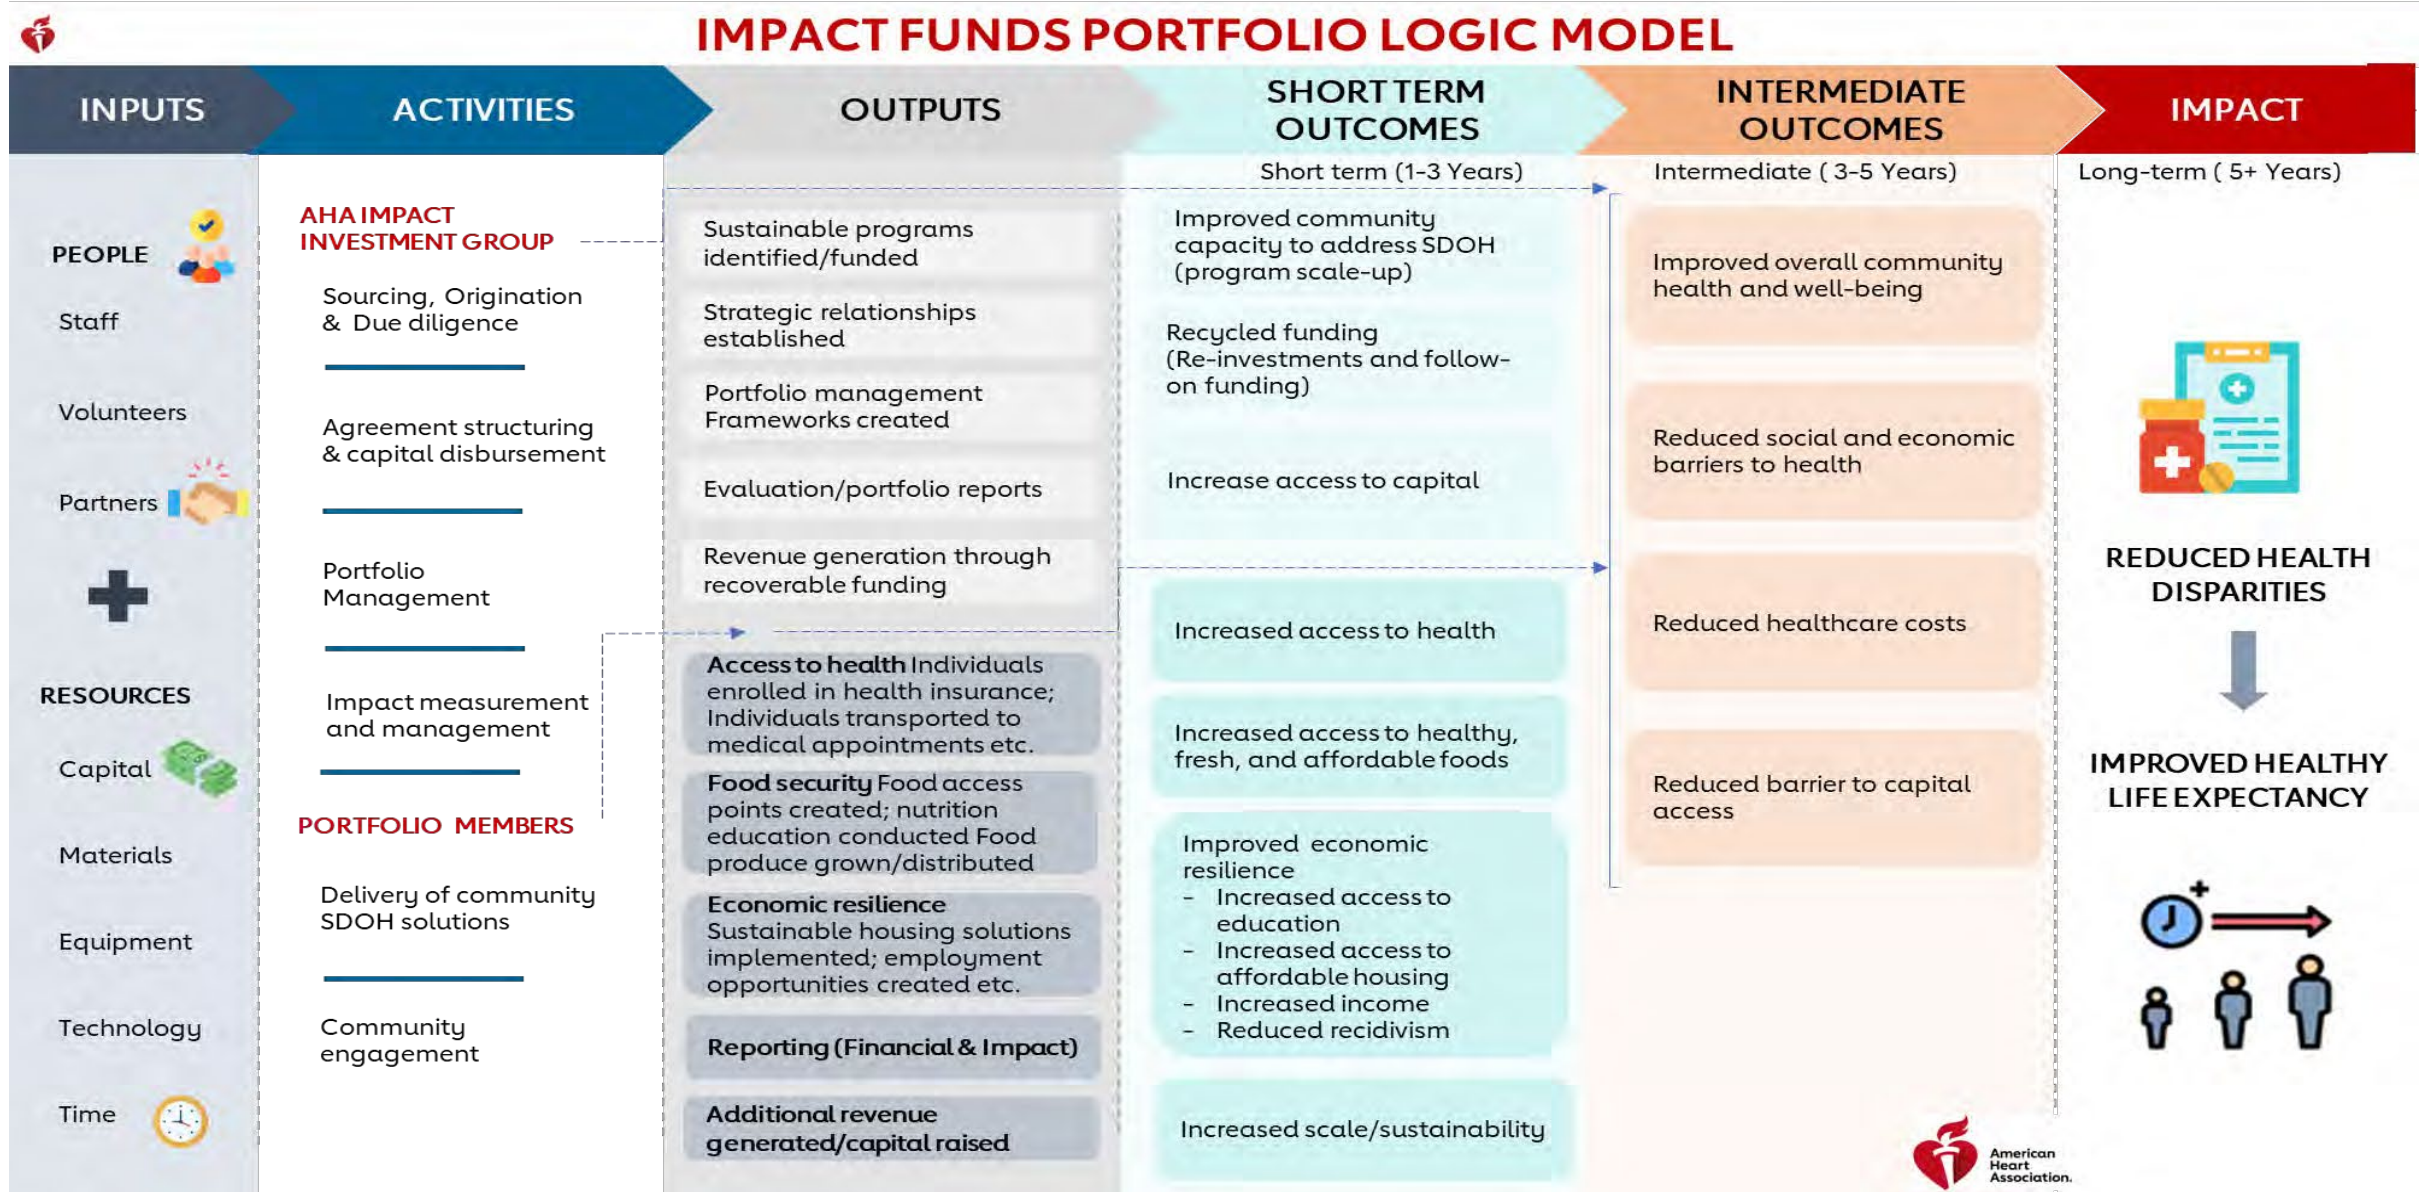 IMPACT FUNDS PORTFOLIO LOGIC MODEL
INPUTS
ACTIVITIES
OUTPUTS
SHORT TERM
OUTCOMES
INTERMEDIATE
OUTCOMES
IMPACT
PEOPLE
Staff
Volunteers
Partners
RESOURCES
Capital
Materials
Equipment
Technology
Time
AHA IMPACT
INVESTMENT GROUP
Sourcing, Origination
& Due diligence
Agreement structuring
& capital disbursement
Portfolio
Management
Impact measurement
and management
PORTFOLIO MEMBERS
Delivery of community
SDOH solutions
Community
engagement
Sustainable programs
identified/funded
Strategic relationships
established
Portfolio management
Frameworks created
Evaluation/portfolio reports
Revenue generation through
recoverable funding
Access to health Individuals
enrolled in health insurance;
Individuals transported to
medical appointments etc.
Food security Food access
points created; nutrition
education conducted Food
produce grown/distributed
Economic resilience
Sustainable housing solutions
implemented; employment
opportunities created etc.
Reporting (Financial & Impact)
Additional revenue
generated/capital raised
Short term (1-3 Years)
Improved community
capacity to address SDOH
(program scale-up)
Recycled funding
(Re-investments and follow-
on funding)
Increase access to capital
Increased access to health
Increased access to healthy,
fresh, and affordable foods
Improved economic
resilience
- Increased access to
education
- Increased access to
affordable housing
- Increased income
- Reduced recidivism
Increased scale/sustainability
Intermediate ( 3-5 Years)
Improved overall community
health and well-being
Reduced social and economic
barriers to health
Reduced healthcare costs
Reduced barrier to capital
access
Long-term ( 5+ Years)
REDUCED HEALTH
DISPARITIES
IMPROVED HEALTHY
LIFE EXPECTANCY
American
Heart
Association.